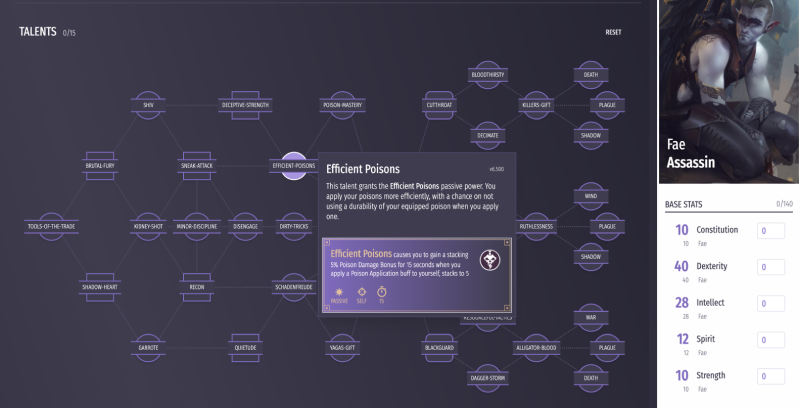 TALENTS 0/15
RESET
BLOODTHIRSTY
DEATH
SHIV
DECEPTIVE-STRENGTH
POISON-MASTERY
CUTTHROAT
KILLERS-GIFT
PLAGUE
DECIMATE
SHADOW
BRUTAL-FURY
SNEAK-ATTACK
EFFICIENT-POISONS
Efficient Poisons
v6.500
This talent grants the Efficient Poisons passive power. You
apply your poisons more efficiently, with a chance on not
using a durability of your equipped poison when you apply
one.
WIND
TOOLS-OF-THE-TRADE
KIDNEY-SHOT
MINOR-DISCIPLINE
DISENGAGE
DIRTY-TRICKS
RUTHLESSNESS
PLAGUE
Efficient Poisons causes you to gain a stacking
5% Poison Damage Bonus for 15 seconds when you
apply a Poison Application buff to yourself, stacks to 5
PASSIVE
SELF
15
SHADOW
SHADOW-HEART
RECON
SCHADENFREUDE
WAR
GARROTE
QUIETUDE
YAGAS-GIFT
BLACKGUARD
ALLIGATOR-BLOOD
PLAGUE
DAGGER-STORM
DEATH
Fae
Assassin
BASE STATS 0/140
10 Constitution 0
10 Fae
40 Dexterity 0
40 Fae
28 Intellect 0
28 Fae
12 Spirit 0
12 Fae
10 Strength 0
10 Fae